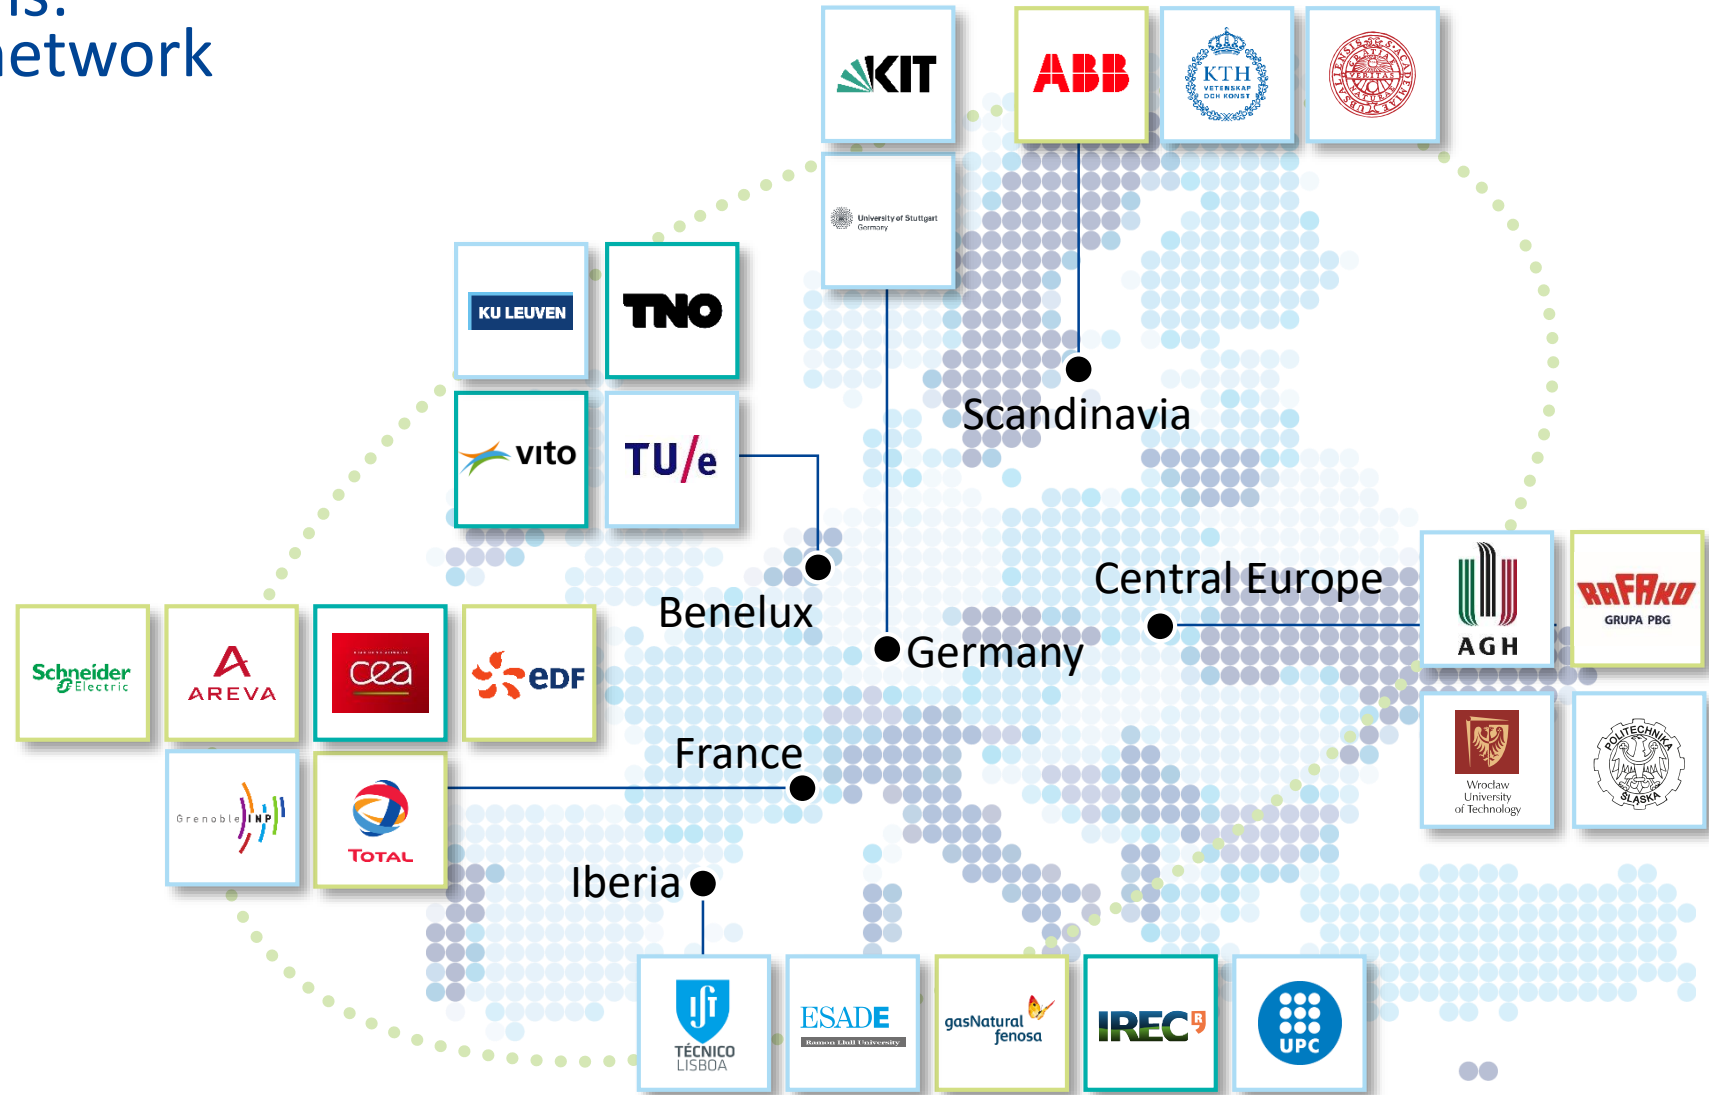 ns:
network
KIT
ABB
KTH
VETENSKAP
OCH KONST
University of Stuttgart
Germany
KU LEUVEN
TNO
vito
TU/e
Scandinavia
Benelux
Central Europe
Germany
AGH
RAFAKO
GRUPA PBG
Schneider
Electric
AREVA
cea
eDF
France
Grenoble INP
TOTAL
Wrocław
University
of Technology
POLITECHNIKA
ŚLĄSKA
Iberia
TÉCNICO
LISBOA
ESADE
Ramon Llull University
gasNatural
fenosa
IREC
R
UPC